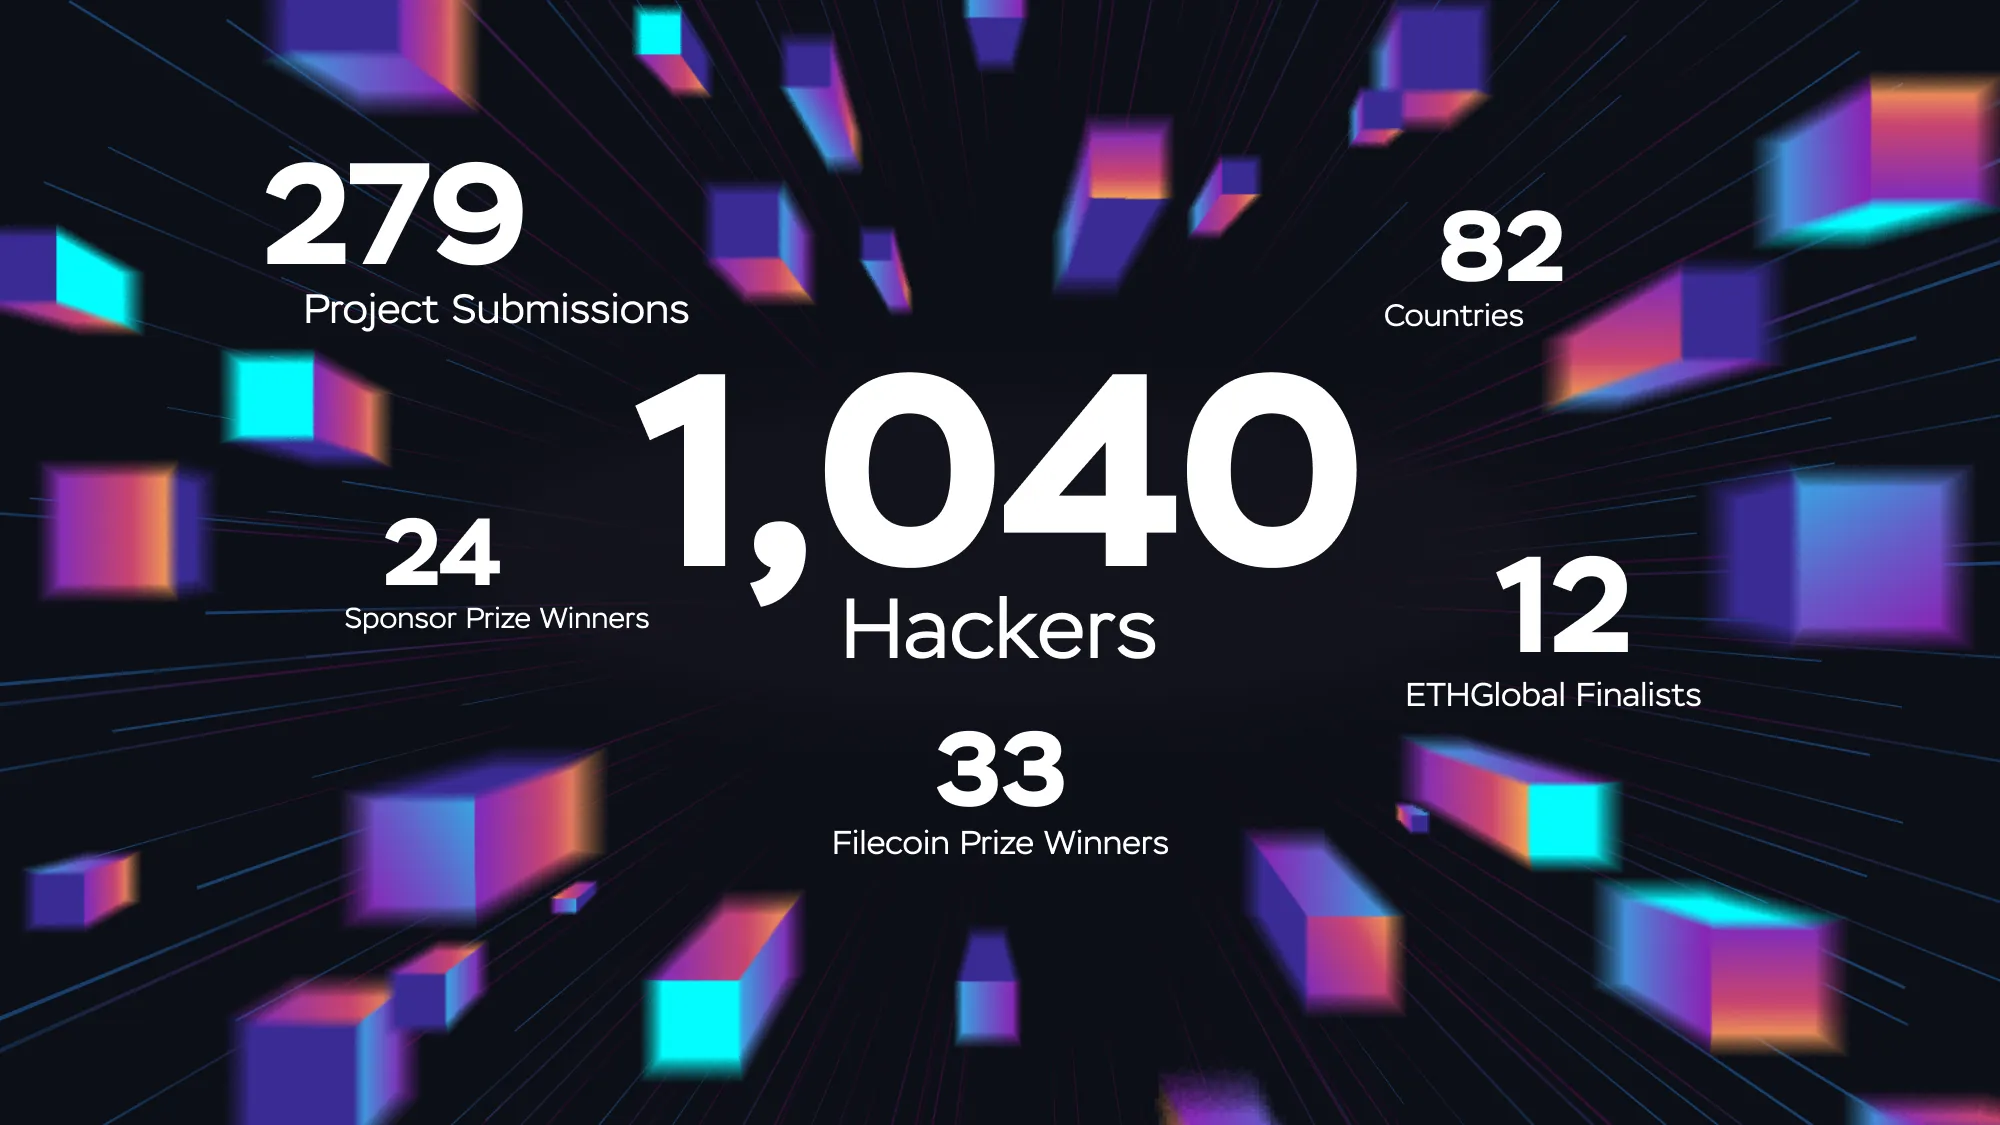 279
Project Submissions
82
Countries
1,040
Hackers
24
Sponsor Prize Winners
12
ETHGlobal Finalists
33
Filecoin Prize Winners